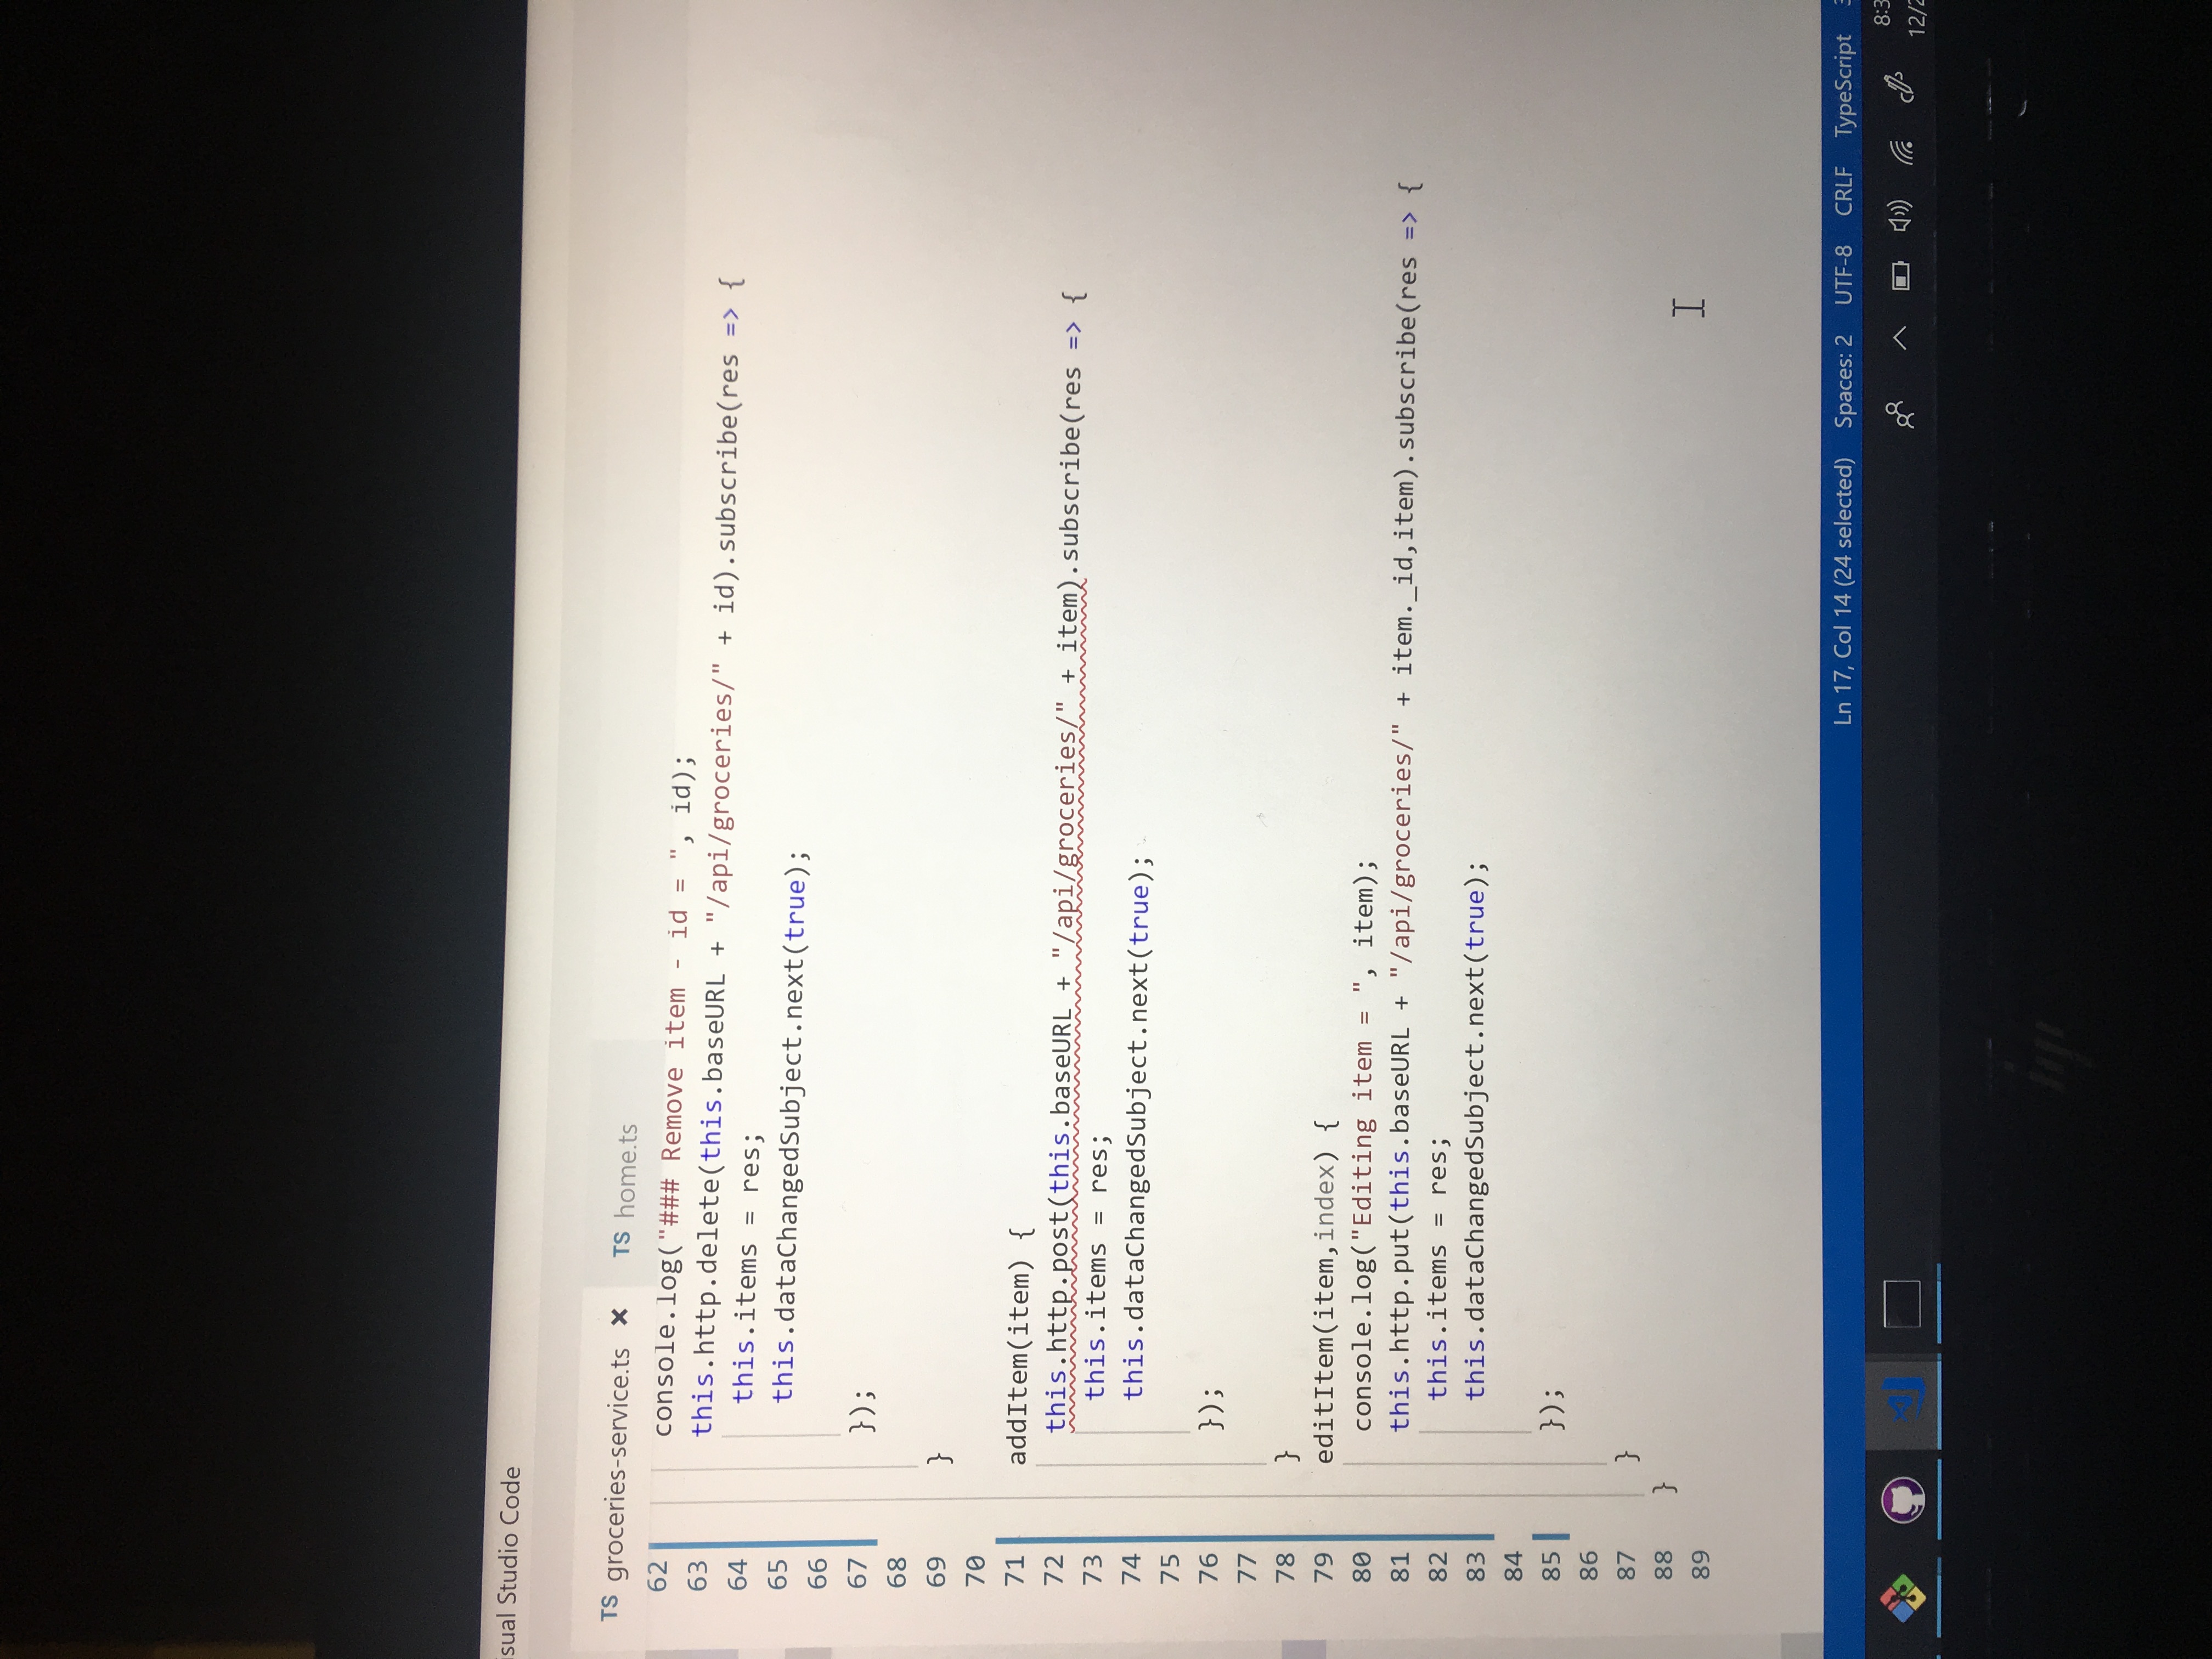 isual Studio Code
TS groceries-service.ts × TS home.ts
62 console.log("### Remove item - id = ", id);
63 this.http.delete(this.baseURL + "/api/groceries/" + id).subscribe(res => {
64 this.items = res;
65 this.dataChangedSubject.next(true);
66
67 });
68
69 }
70
71 addItem(item) {
72 this.http.post(this.baseURL + "/api/groceries/" + item).subscribe(res => {
73 this.items = res;
74 this.dataChangedSubject.next(true);
75
76 });
77
78 }
79 editItem(item,index) {
80 console.log("Editing item = ", item);
81 this.http.put(this.baseURL + "/api/groceries/" + item._id,item).subscribe(res => {
82 this.items = res;
83 this.dataChangedSubject.next(true);
84
85 });
86
87 }
88 }
89
Ln 17, Col 14 (24 selected) Spaces: 2 UTF-8 CRLF TypeScript 3
8:3
12/2
hp